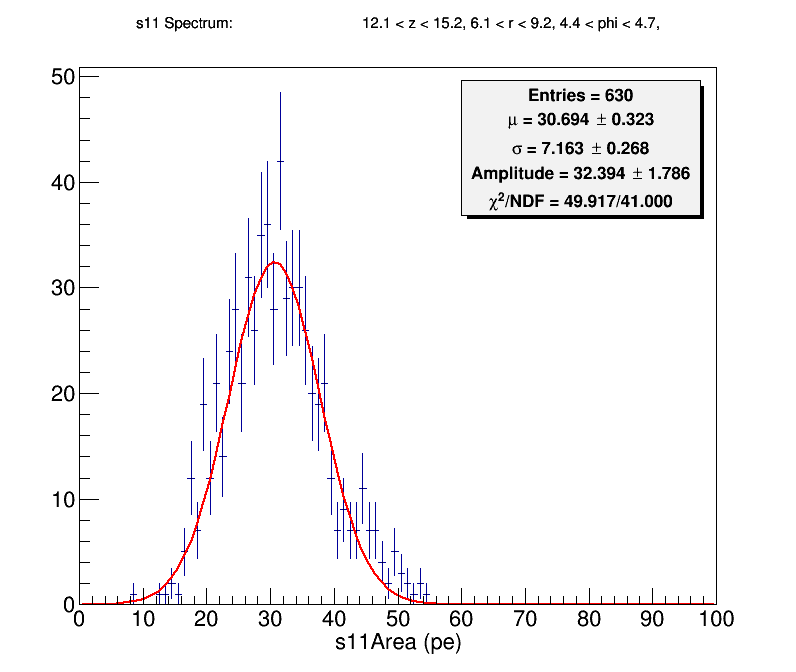 s11 Spectrum: 12.1 < z < 15.2, 6.1 < r < 9.2, 4.4 < phi < 4.7,
Entries = 630
μ = 30.694 ± 0.323
σ = 7.163 ± 0.268
Amplitude = 32.394 ± 1.786
χ²/NDF = 49.917/41.000
50
40
30
20
10
0
0 10 20 30 40 50 60 70 80 90 100
s11Area (pe)